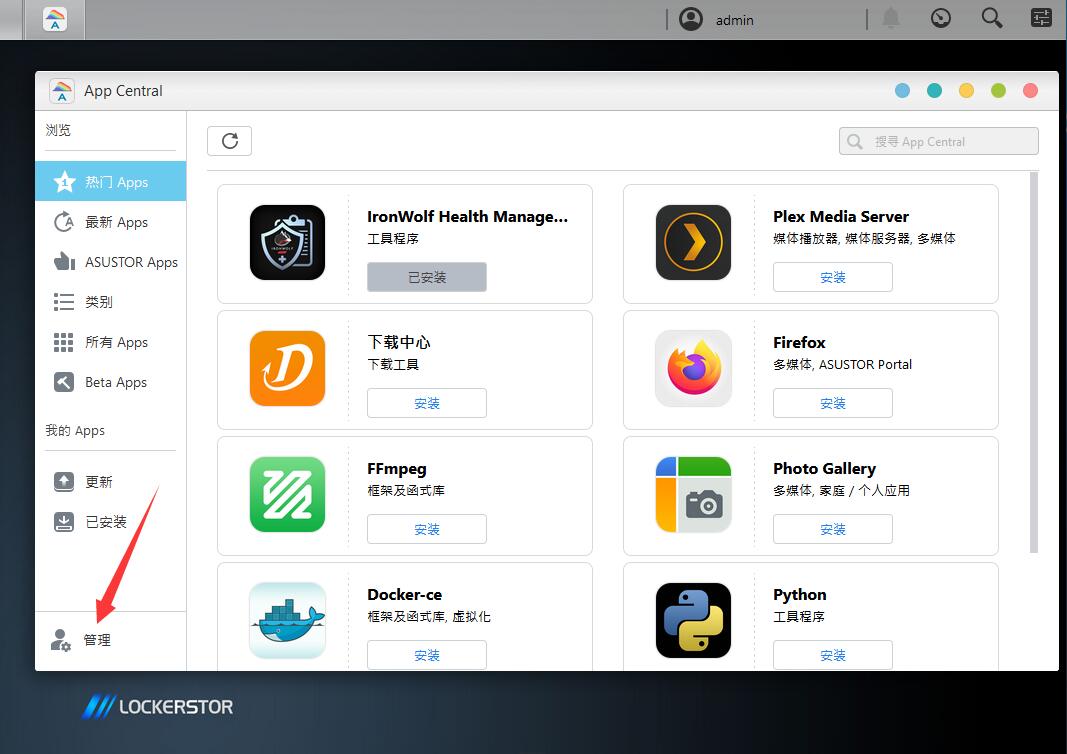 admin
App Central
浏览
热门 Apps
最新 Apps
ASUSTOR Apps
类别
所有 Apps
Beta Apps
我的 Apps
更新
已安装
管理
搜寻 App Central
IronWolf Health Manage...
工具程序
已安装
Plex Media Server
媒体播放器, 媒体服务器, 多媒体
安装
下载中心
下载工具
安装
Firefox
多媒体, ASUSTOR Portal
安装
FFmpeg
框架及函式库
安装
Photo Gallery
多媒体, 家庭 / 个人应用
安装
Docker-ce
框架及函式库, 虚拟化
安装
Python
工具程序
安装
LOCKERSTOR